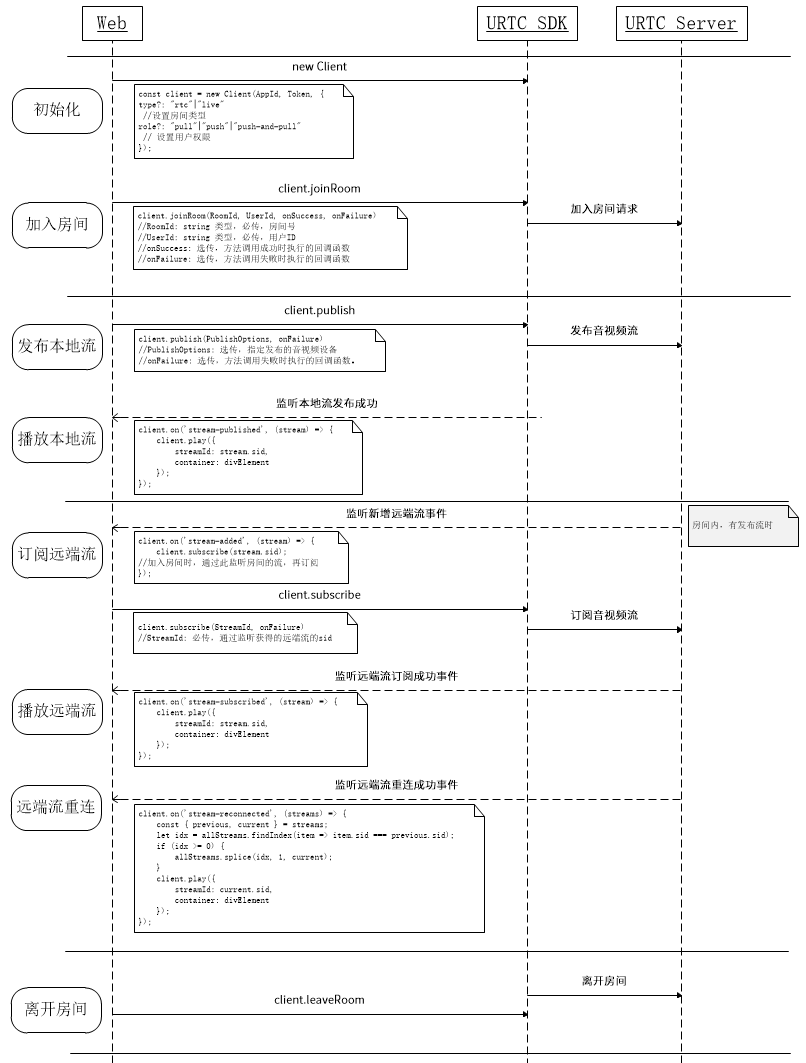 Web
URTC SDK
URTC Server
new Client
初始化
const client = new Client(AppId, Token, {
type?: "rtc"|"live"
//设置房间类型
role?: "pull"|"push"|"push-and-pull"
// 设置用户权限
});
client.joinRoom
加入房间
client.joinRoom(RoomId, UserId, onSuccess, onFailure)
//RoomId: string 类型，必传，房间号
//UserId: string 类型，必传，用户ID
//onSuccess: 选传，方法调用成功时执行的回调函数
//onFailure: 选传，方法调用失败时执行的回调函数
加入房间请求
client.publish
发布本地流
client.publish(PublishOptions, onFailure)
//PublishOptions: 选传，指定发布的音视频设备
//onFailure: 选传，方法调用失败时执行的回调函数。
发布音视频流
监听本地流发布成功
播放本地流
client.on('stream-published', (stream) => {
client.play({
streamId: stream.sid,
container: divElement
});
});
监听新增远端流事件
房间内，有发布流时
订阅远端流
client.on('stream-added', (stream) => {
client.subscribe(stream.sid);
//加入房间时，通过此监听房间的流，再订阅
});
client.subscribe
client.subscribe(StreamId, onFailure)
//StreamId: 必传，通过监听获得的远端流的sid
订阅音视频流
监听远端流订阅成功事件
播放远端流
client.on('stream-subscribed', (stream) => {
client.play({
streamId: stream.sid,
container: divElement
});
});
监听远端流重连成功事件
远端流重连
client.on('stream-reconnected', (streams) => {
const { previous, current } = streams;
let idx = allStreams.findIndex(item => item.sid === previous.sid);
if (idx >= 0) {
allStreams.splice(idx, 1, current);
}
client.play({
streamId: current.sid,
container: divElement
});
});
离开房间
离开房间
client.leaveRoom